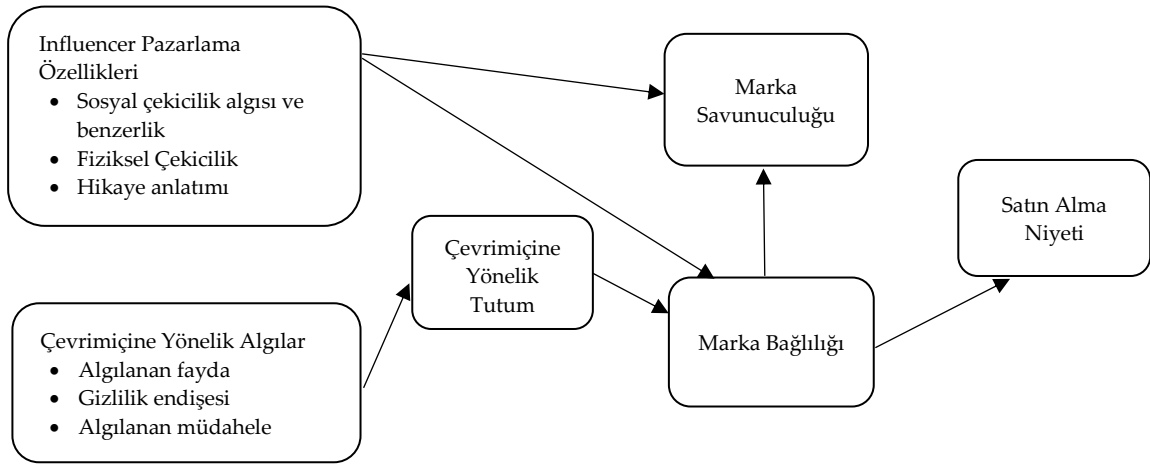 Influencer Pazarlama
Özellikleri
• Sosyal çekicilik algısı ve
benzerlik
• Fiziksel Çekicilik
• Hikaye anlatımı
Marka
Savunuculuğu
Satın Alma
Niyeti
Çevrimiçine
Yönelik
Tutum
Marka Bağlılığı
Çevrimiçine Yönelik Algılar
• Algılanan fayda
• Gizlilik endişesi
• Algılanan müdahele